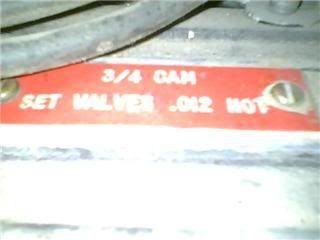 3/4 CAM
SET VALVES .012 HOT